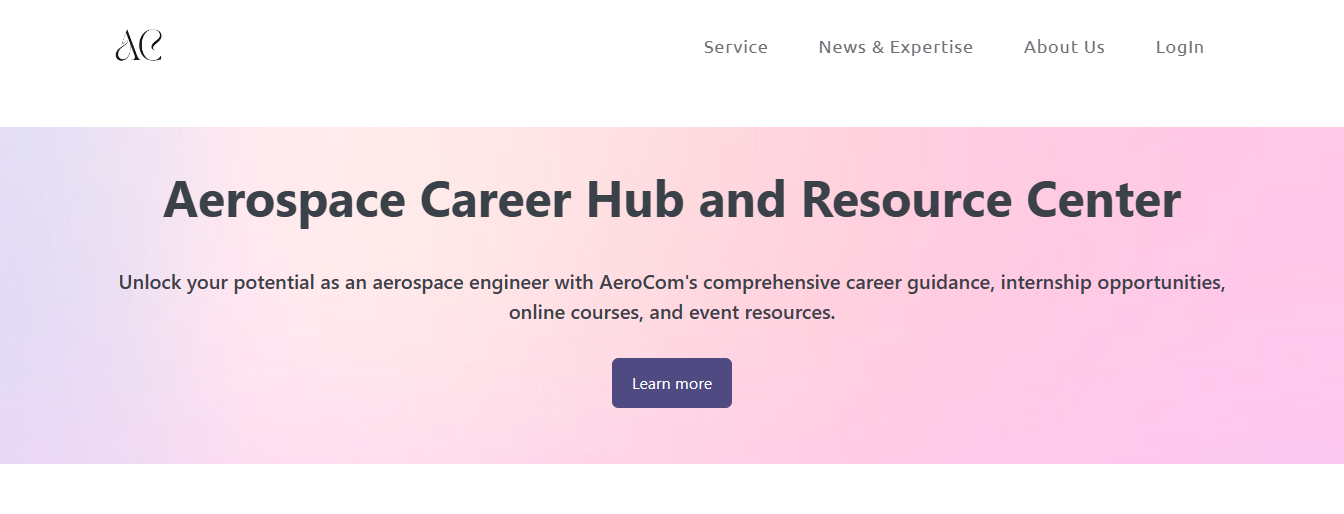 AC
Service
News & Expertise
About Us
LogIn
Aerospace Career Hub and Resource Center
Unlock your potential as an aerospace engineer with AeroCom's comprehensive career guidance, internship opportunities,
online courses, and event resources.
Learn more